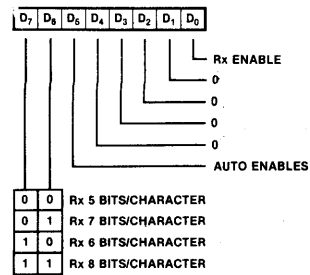 D7 D6 D5 D4 D3 D2 D1 D0
Rx ENABLE
0
0
0
0
AUTO ENABLES
0 0 Rx 5 BITS/CHARACTER
0 1 Rx 7 BITS/CHARACTER
1 0 Rx 6 BITS/CHARACTER
1 1 Rx 8 BITS/CHARACTER